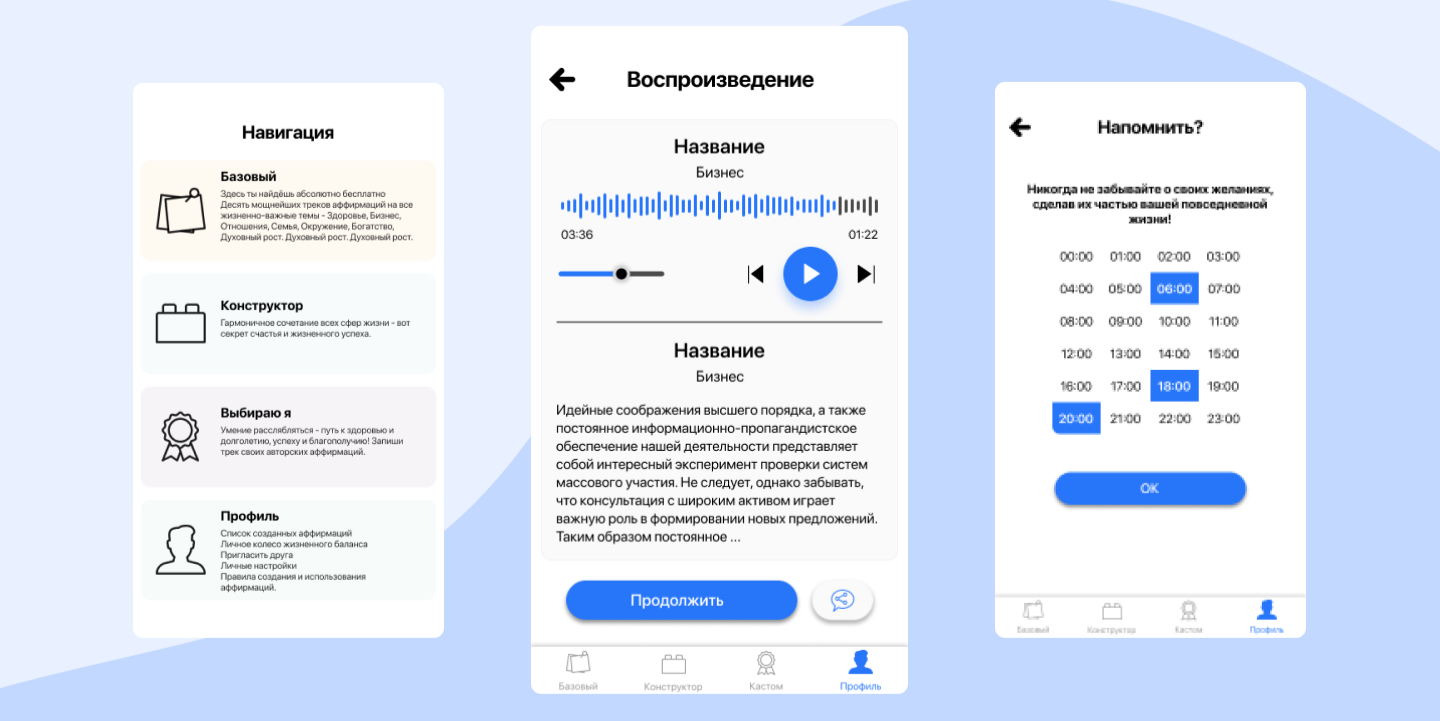 Навигация
Базовый
Здесь ты найдёшь абсолютно бесплатно
Десять мощнейших треков аффирмаций на все
жизненно-важные темы - Здоровье, Бизнес,
Отношения, Семья, Окружение, Богатство,
Духовный рост. Духовный рост. Духовный рост.
Конструктор
Гармоничное сочетание всех сфер жизни - вот
секрет счастья и жизненного успеха.
Выбираю я
Умение расслябляться - путь к здоровью и
долголетию, успеху и благополучию! Запиши
трек своих авторских аффирмаций.
Профиль
Список созданных аффирмаций
Личное колесо жизненного баланса
Пригласить друга
Личные настройки
Правила создания и использования
аффирмаций.
Воспроизведение
Название
Бизнес
03:36 01:22
Название
Бизнес
Идейные соображения высшего порядка, а также
постоянное информационно-пропагандистское
обеспечение нашей деятельности представляет
собой интересный эксперимент проверки систем
массового участия. Не следует, однако забывать,
что консультация с широким активом играет
важную роль в формировании новых предложений.
Таким образом постоянное ...
Продолжить
Базовый Конструктор Кастом Профиль
Напомнить?
Никогда не забывайте о своих желаниях,
сделав их частью вашей повседневной
жизни!
00:00 01:00 02:00 03:00
04:00 05:00 06:00 07:00
08:00 09:00 10:00 11:00
12:00 13:00 14:00 15:00
16:00 17:00 18:00 19:00
20:00 21:00 22:00 23:00
ОК
Базовый Конструктор Кастом Профиль